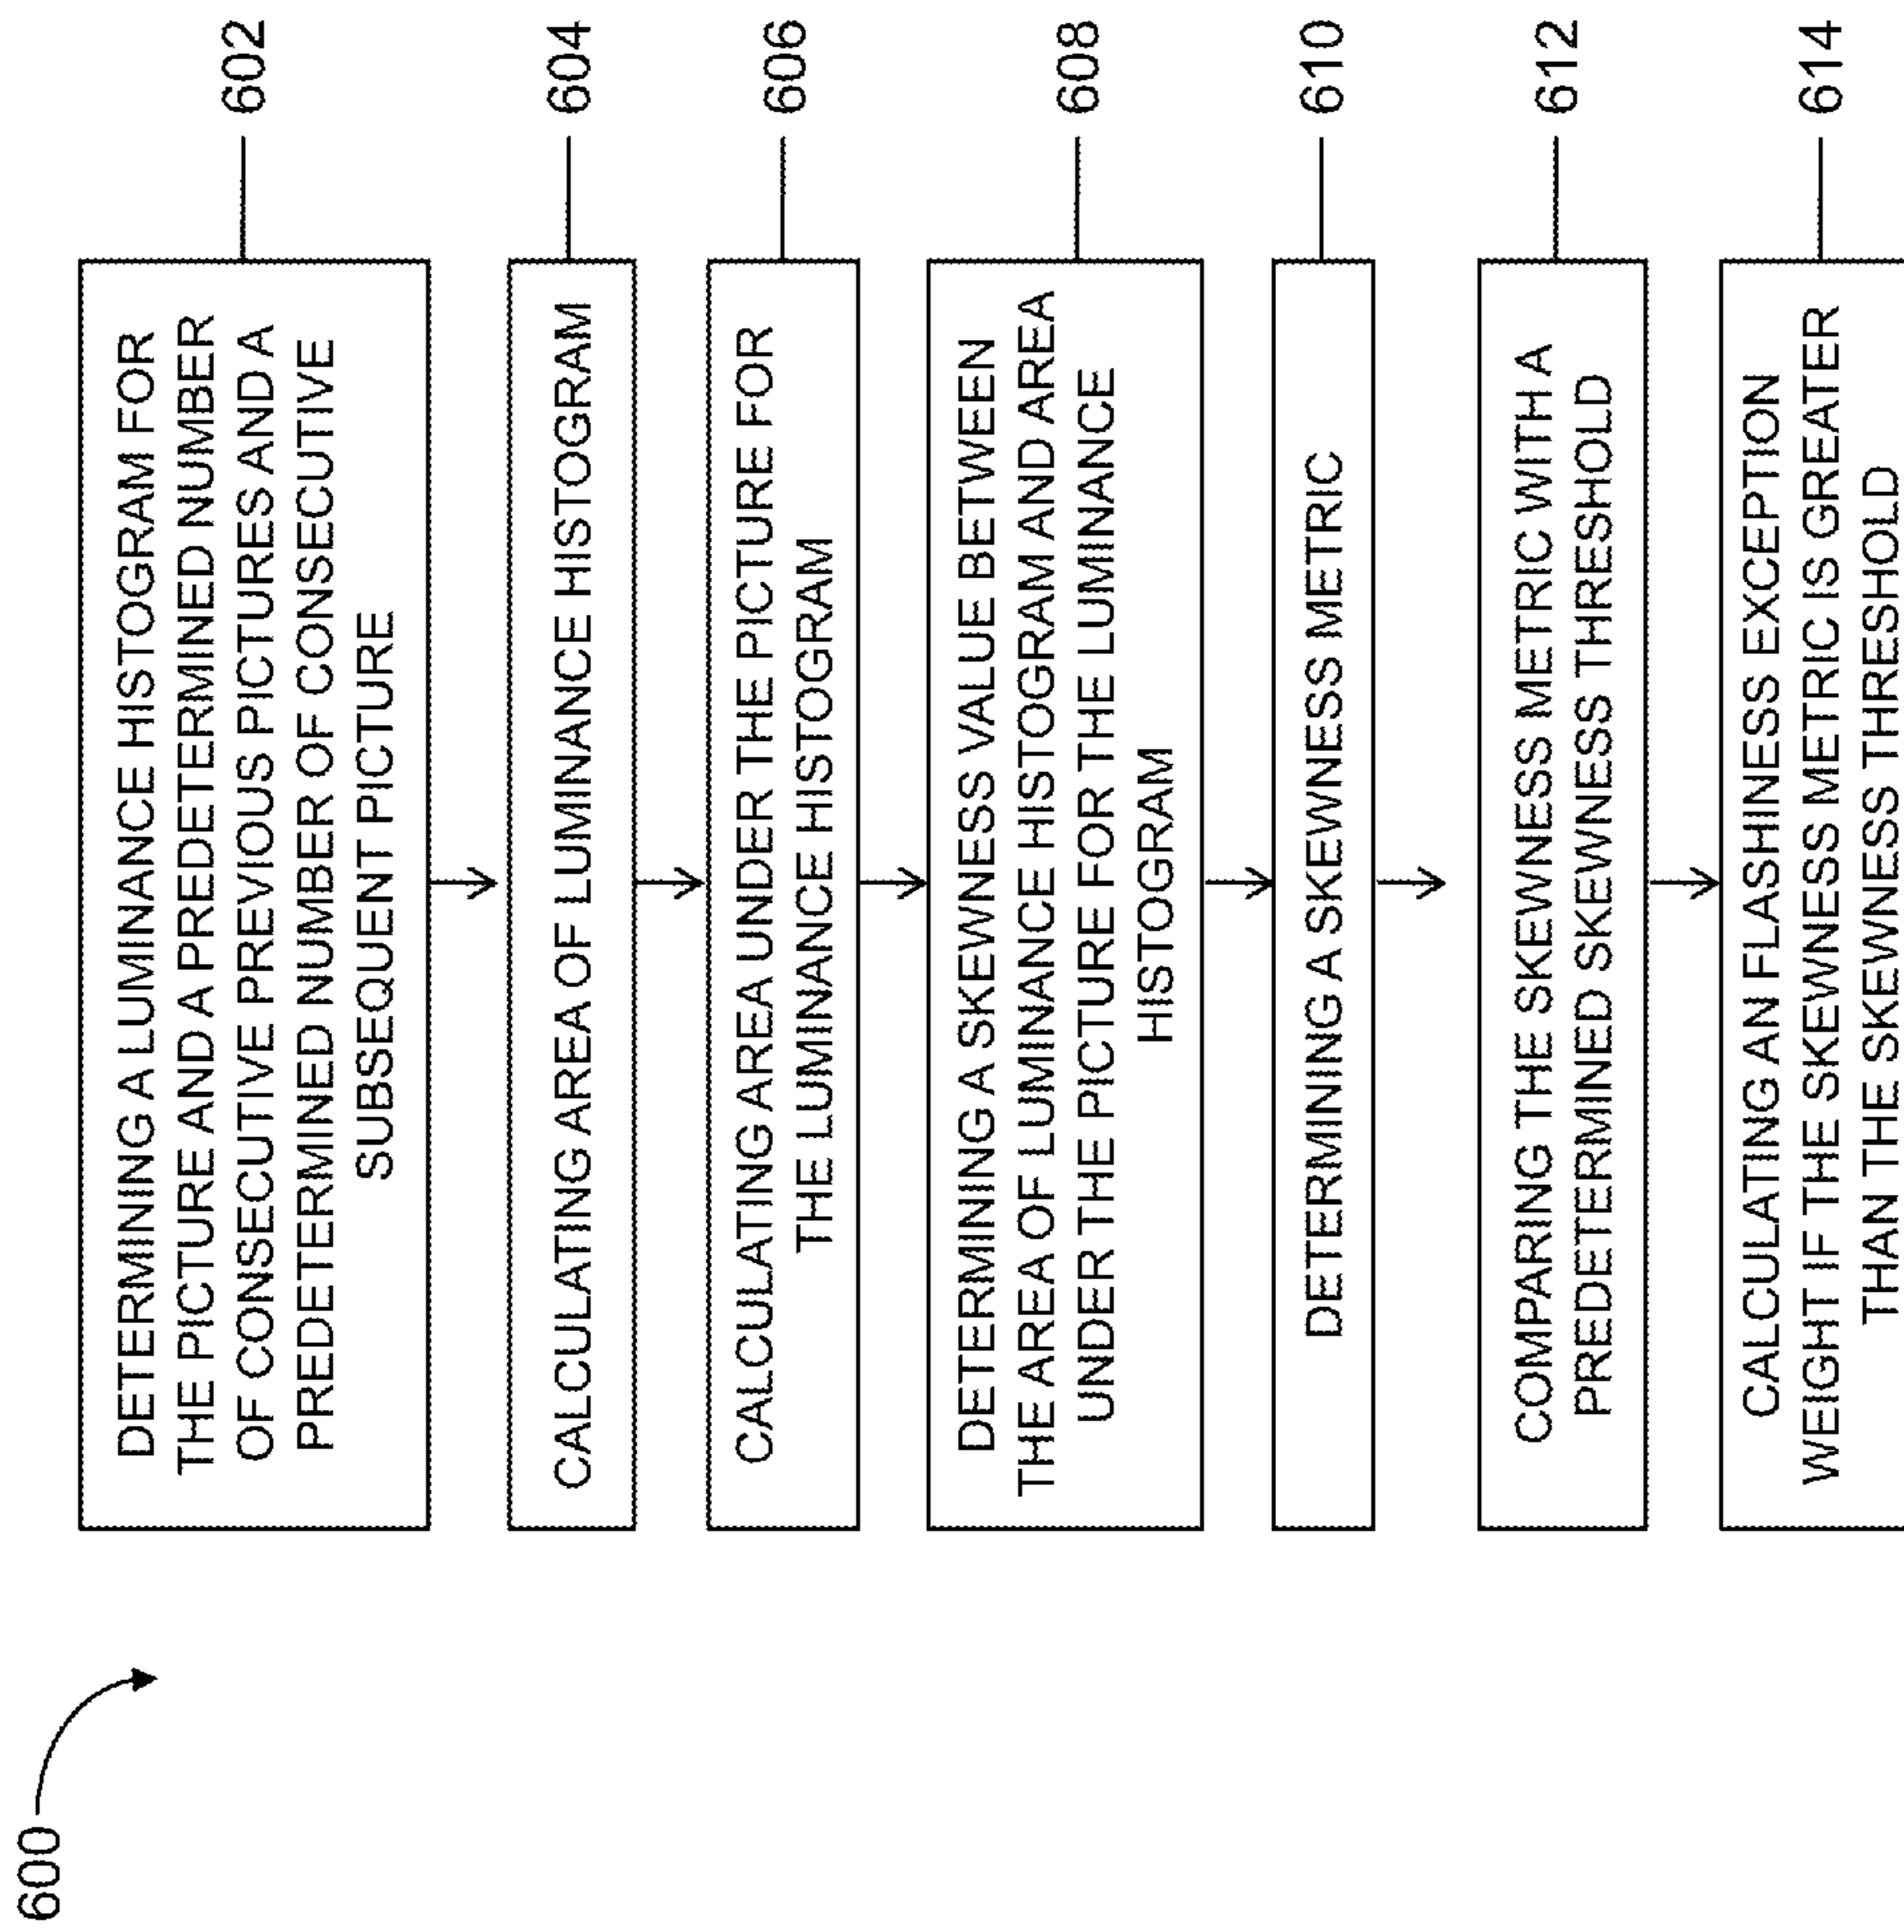 600
DETERMINING A LUMINANCE HISTOGRAM FOR
THE PICTURE AND A PREDETERMINED NUMBER
OF CONSECUTIVE PREVIOUS PICTURES AND A
PREDETERMINED NUMBER OF CONSECUTIVE
SUBSEQUENT PICTURE
602
CALCULATING AREA OF LUMINANCE HISTOGRAM
604
CALCULATING AREA UNDER THE PICTURE FOR
THE LUMINANCE HISTOGRAM
606
DETERMINING A SKEWNESS VALUE BETWEEN
THE AREA OF LUMINANCE HISTOGRAM AND AREA
UNDER THE PICTURE FOR THE LUMINANCE
HISTOGRAM
608
DETERMINING A SKEWNESS METRIC
610
COMPARING THE SKEWNESS METRIC WITH A
PREDETERMINED SKEWNESS THRESHOLD
612
CALCULATING AN FLASHINESS EXCEPTION
WEIGHT IF THE SKEWNESS METRIC IS GREATER
THAN THE SKEWNESS THRESHOLD
614